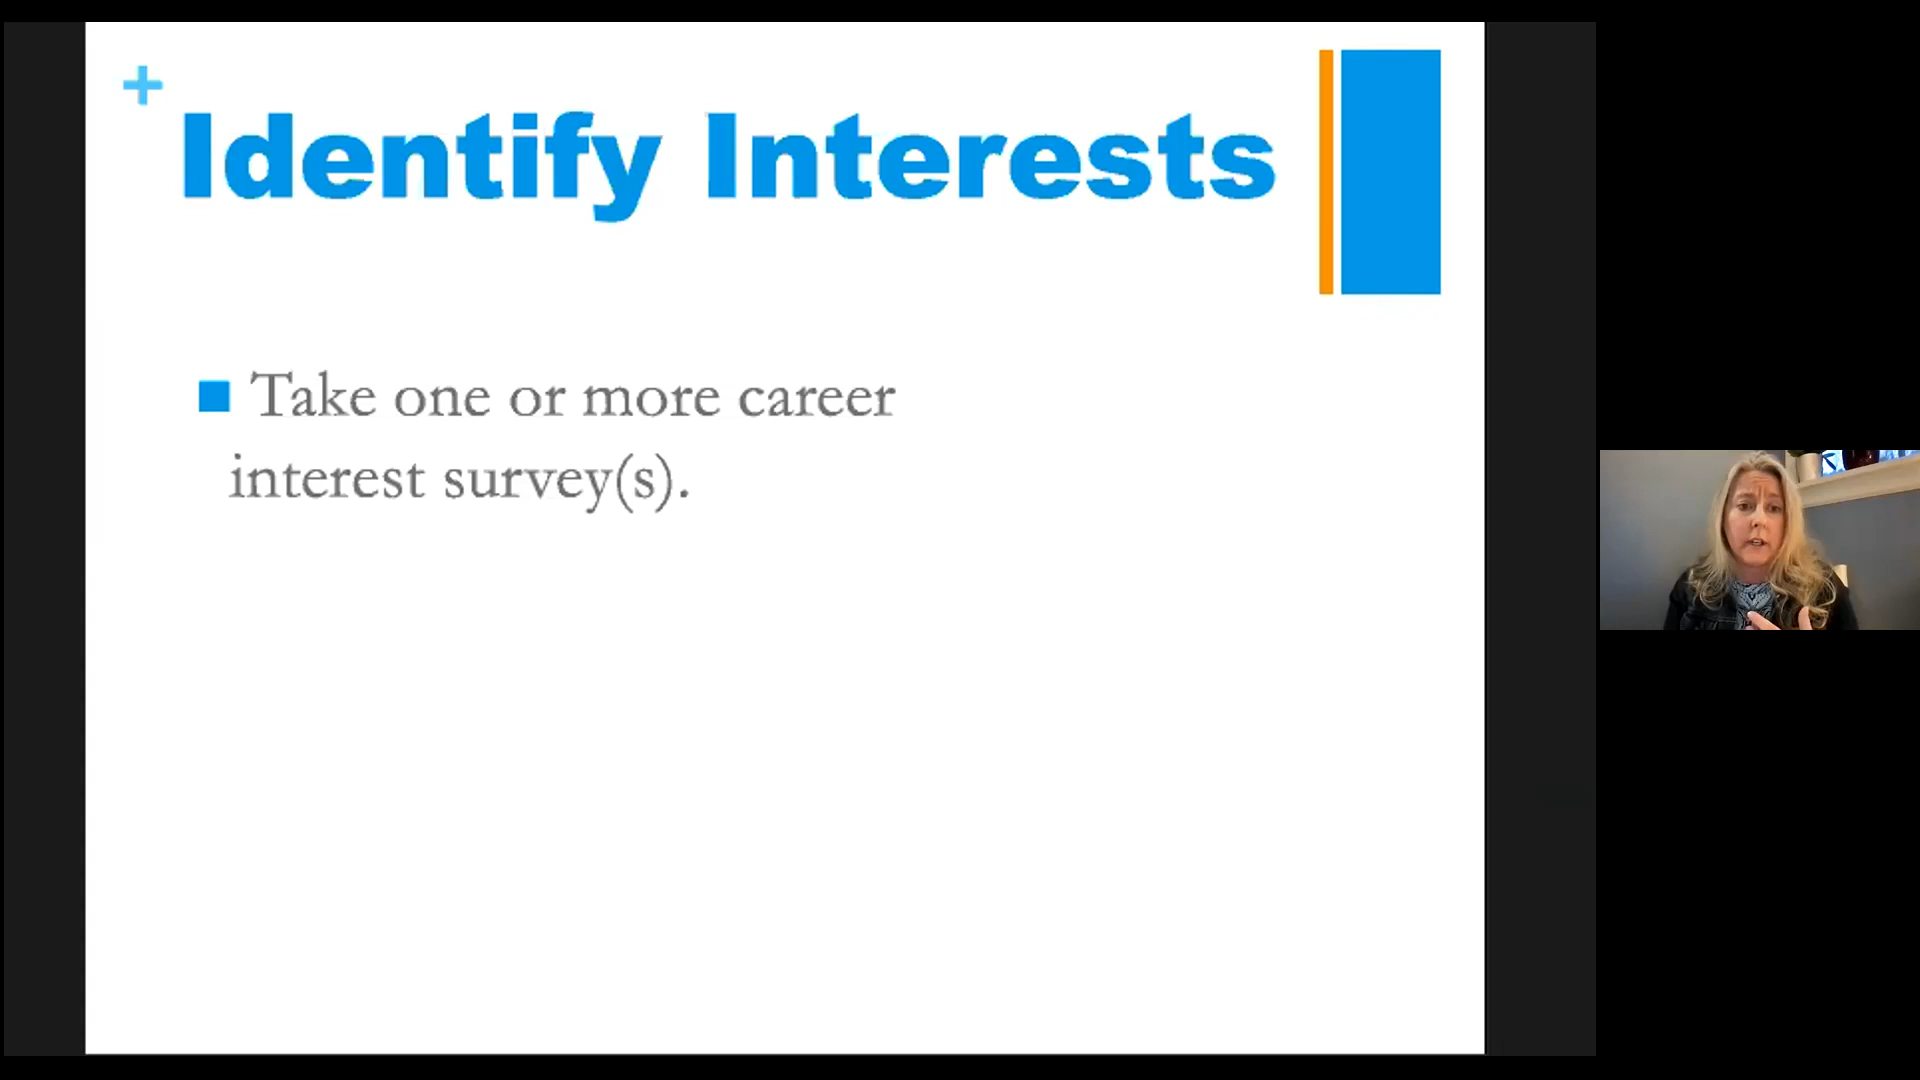 +
Identify Interests
Take one or more career
interest survey(s).